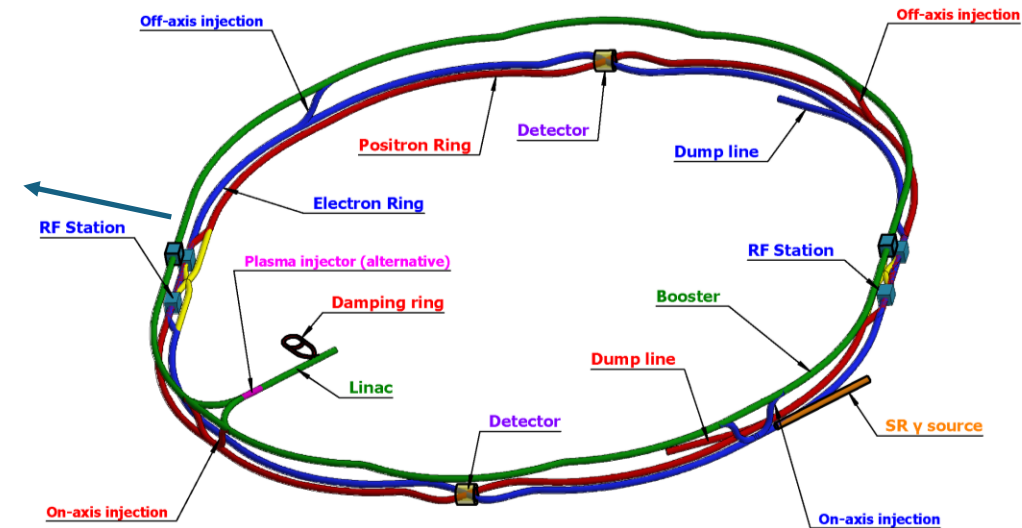 Off-axis injection
Off-axis injection
Detector
Positron Ring
Dump line
Electron Ring
RF Station
RF Station
Plasma injector (alternative)
Booster
Damping ring
Dump line
Linac
Detector
SR γ source
On-axis injection
On-axis injection